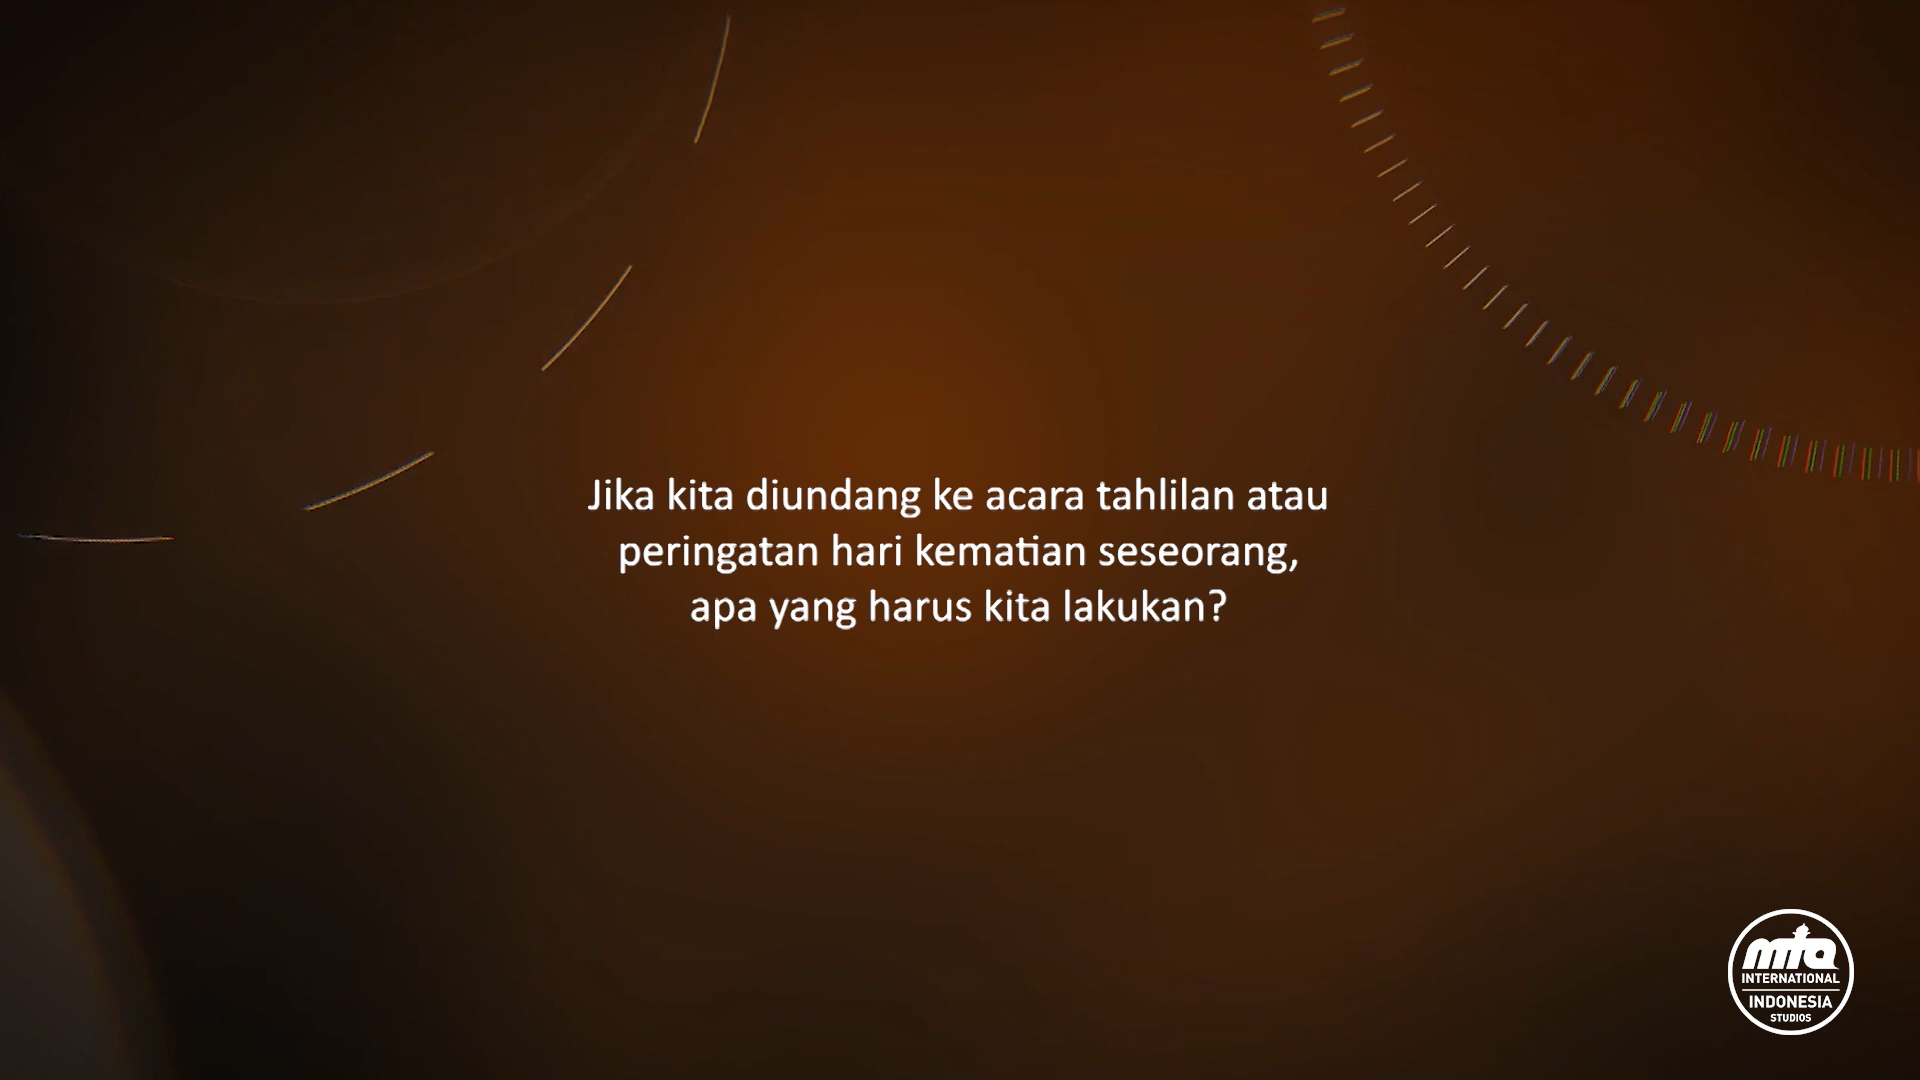 Jika kita diundang ke acara tahlilan atau
peringatan hari kematian seseorang,
apa yang harus kita lakukan?
mta
INTERNATIONAL
INDONESIA
STUDIOS